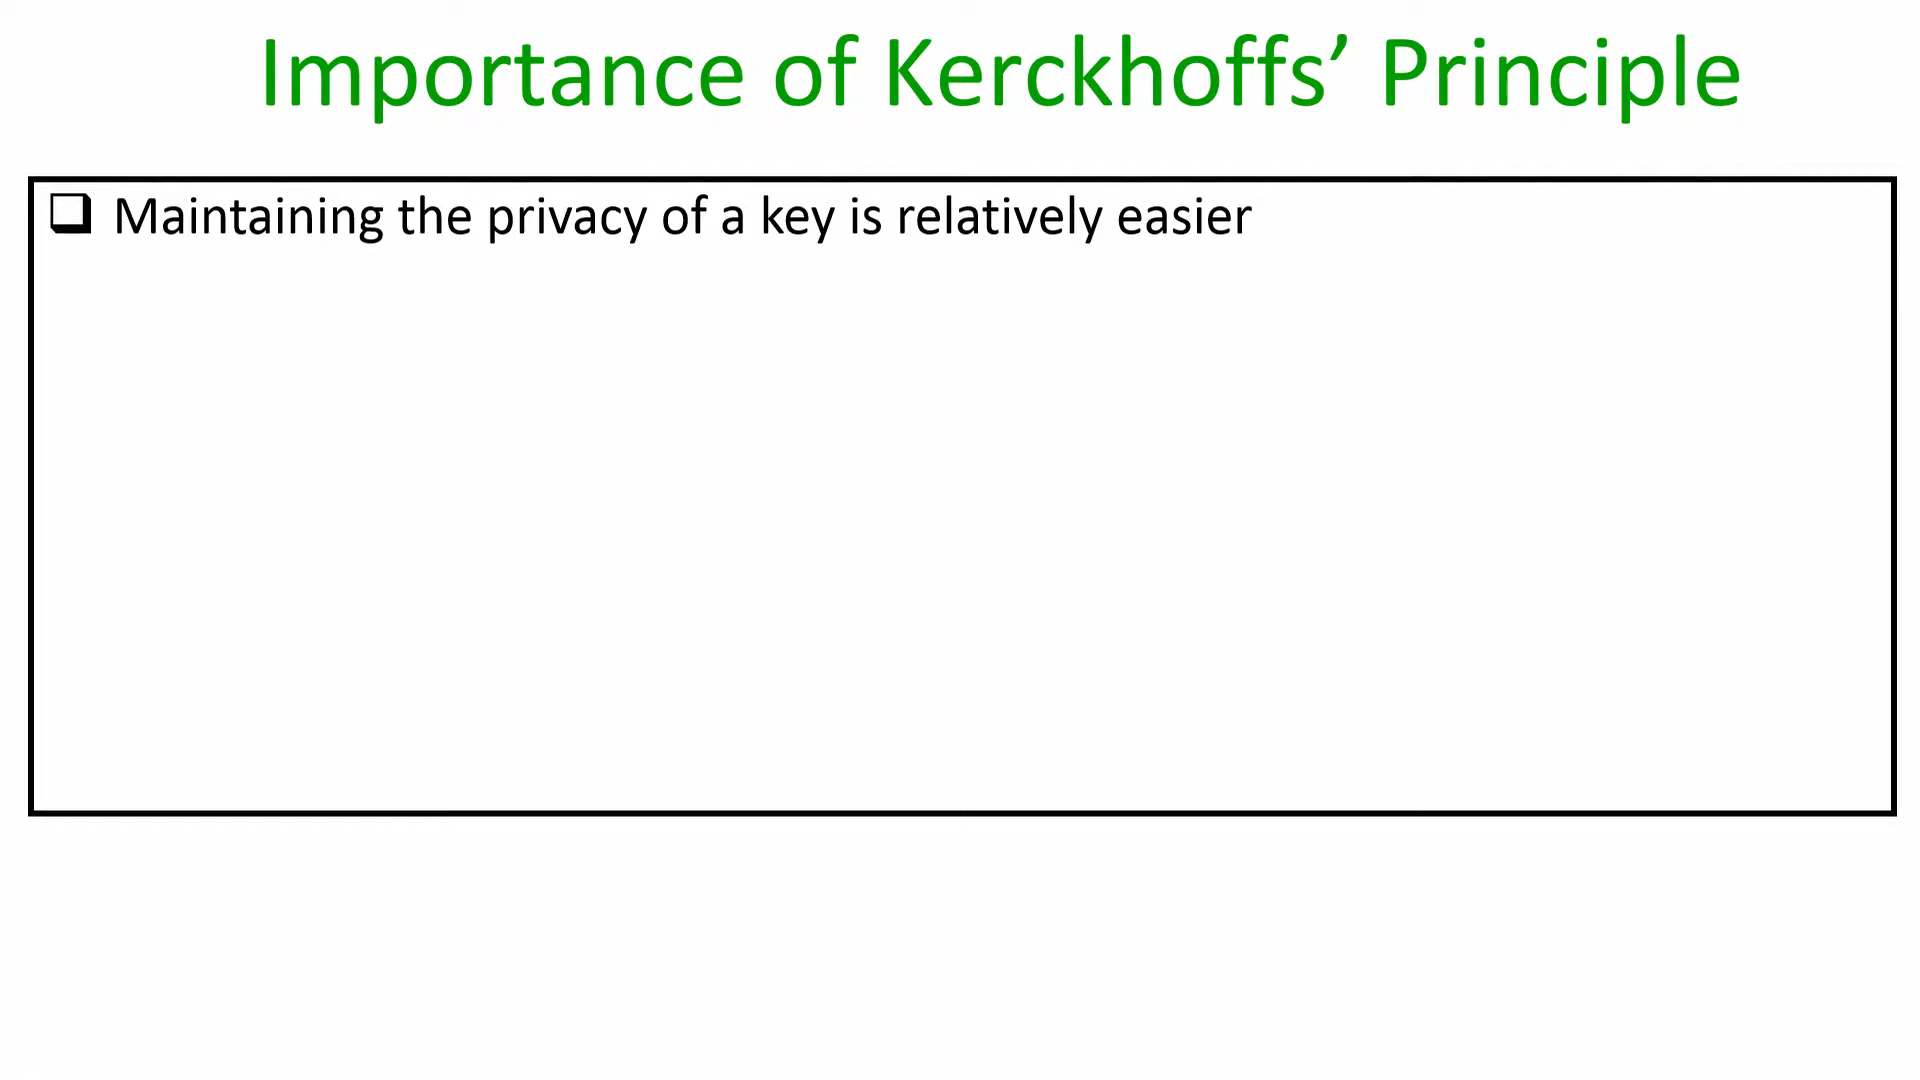 Importance of Kerckhoffs’ Principle
❑ Maintaining the privacy of a key is relatively easier